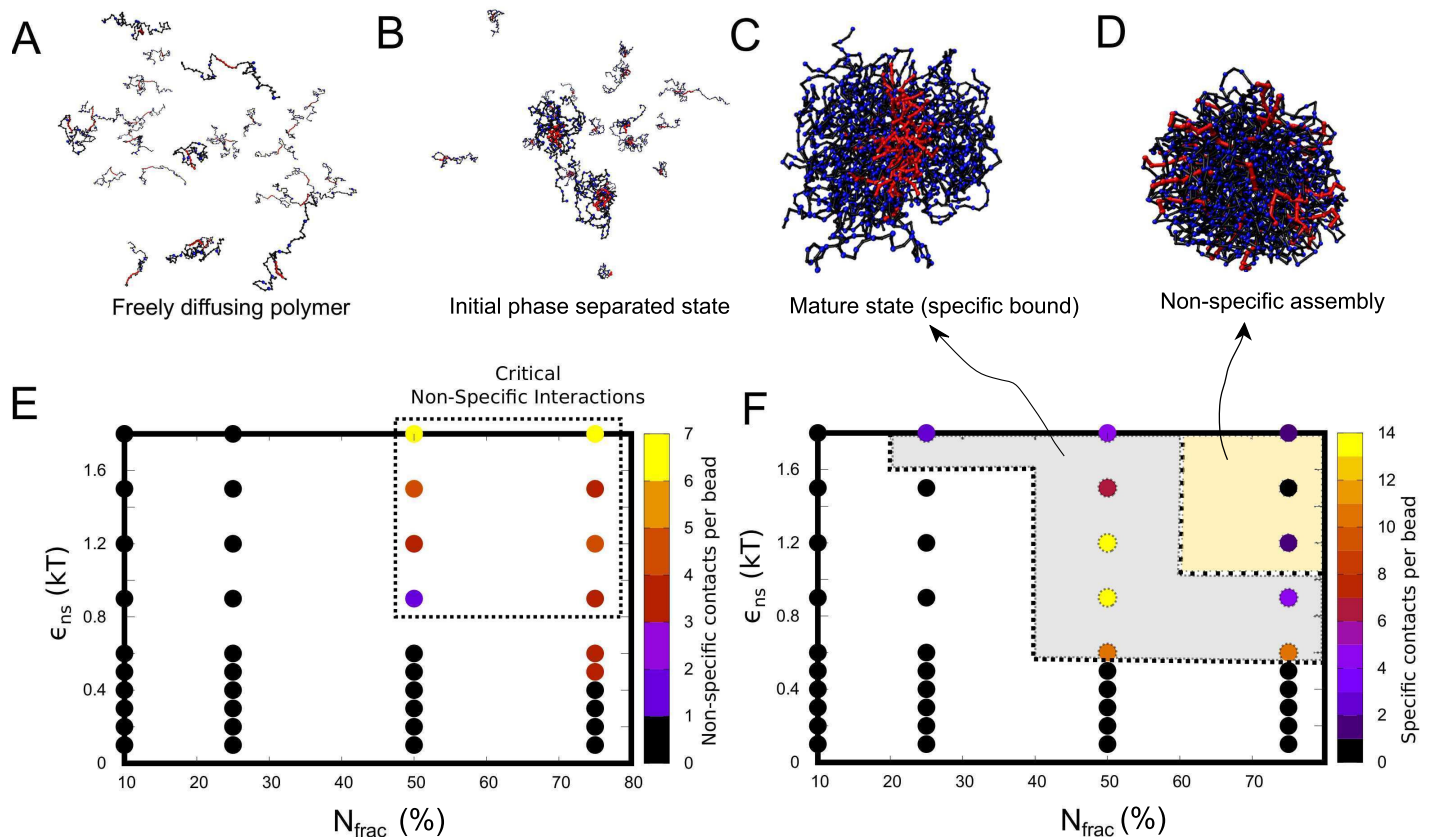 A
B
C
D
Freely diffusing polymer
Initial phase separated state
Mature state (specific bound)
Non-specific assembly
E
Critical
Non-Specific Interactions
1.6
1.2
0.8
0.4
0
ϵns (kT)
10 20 30 40 50 60 70 80
Nfrac (%)
7
6
5
4
3
2
1
0
Non-specific contacts per bead
F
1.6
1.2
0.8
0.4
0
ϵns (kT)
10 20 30 40 50 60 70
Nfrac (%)
14
12
10
8
6
4
2
0
Specific contacts per bead